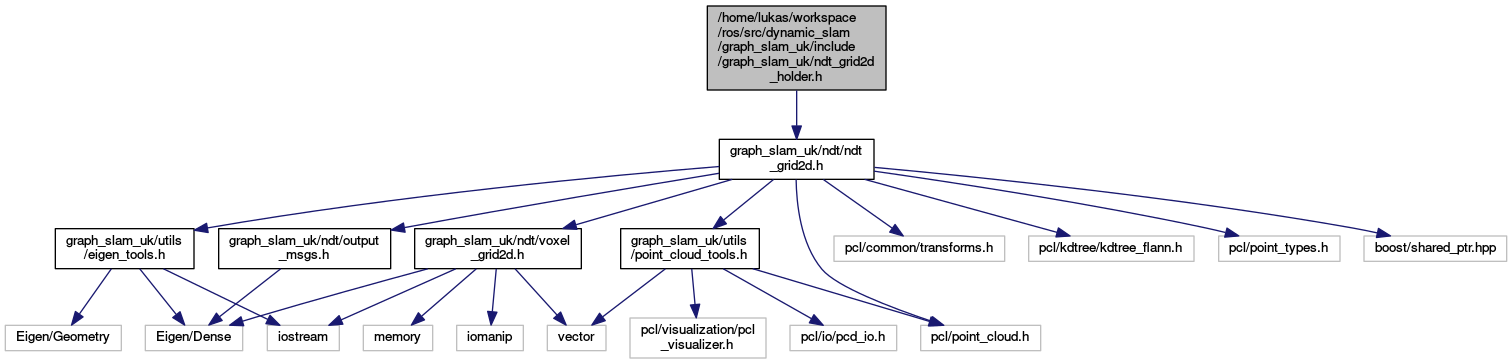 /home/lukas/workspace
/ros/src/dynamic_slam
/graph_slam_uk/include
/graph_slam_uk/ndt_grid2d
_holder.h
graph_slam_uk/ndt/ndt
_grid2d.h
graph_slam_uk/utils
/eigen_tools.h
graph_slam_uk/ndt/output
_msgs.h
graph_slam_uk/ndt/voxel
_grid2d.h
graph_slam_uk/utils
/point_cloud_tools.h
pcl/common/transforms.h
pcl/kdtree/kdtree_flann.h
pcl/point_types.h
boost/shared_ptr.hpp
Eigen/Geometry
Eigen/Dense
iostream
memory
iomanip
vector
pcl/visualization/pcl
_visualizer.h
pcl/io/pcd_io.h
pcl/point_cloud.h